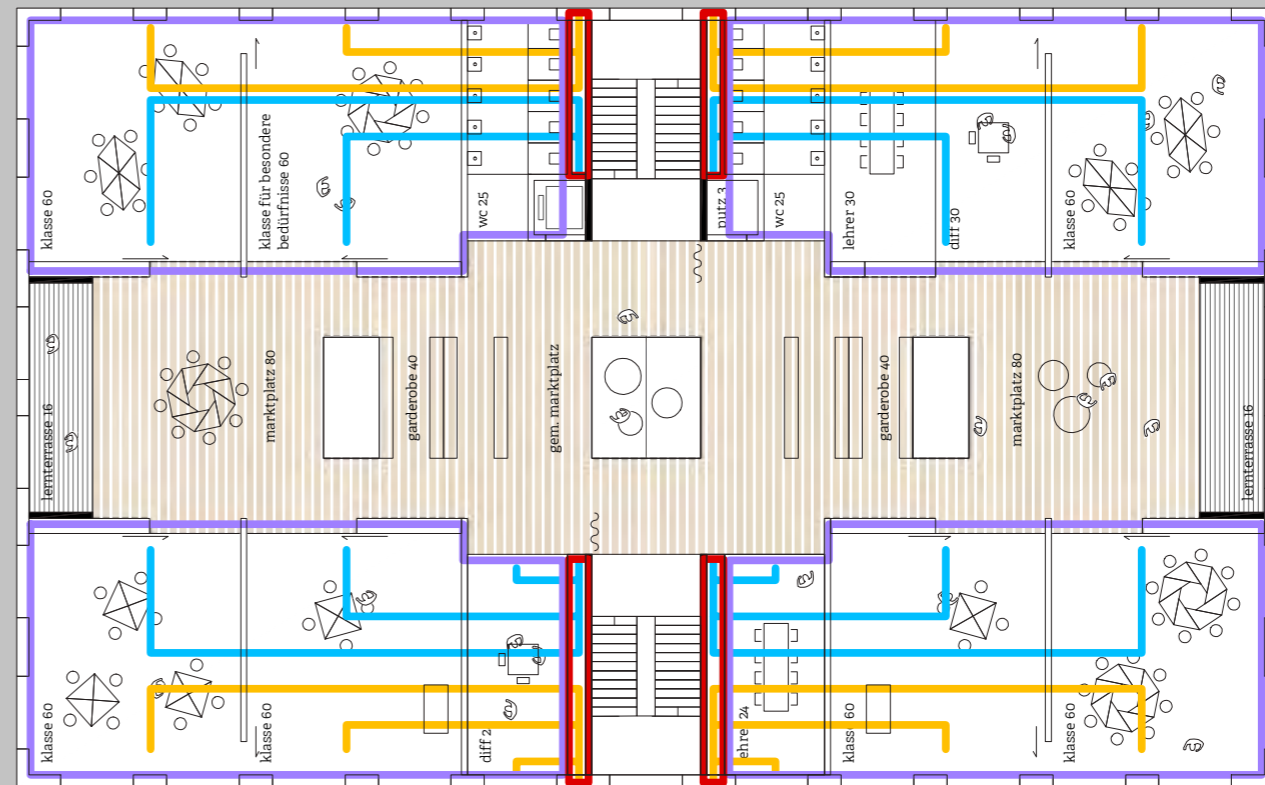 klasse 60
klasse für besondere
bedürfnisse 60
wc 25
putz 3
wc 25
lehrer 30
diff 30
klasse 60
lernterrasse 16
marktplatz 80
garderobe 40
gem. marktplatz
garderobe 40
marktplatz 80
lernterrasse 16
klasse 60
klasse 60
diff 2
ehre 24
klas 60
klasse 60